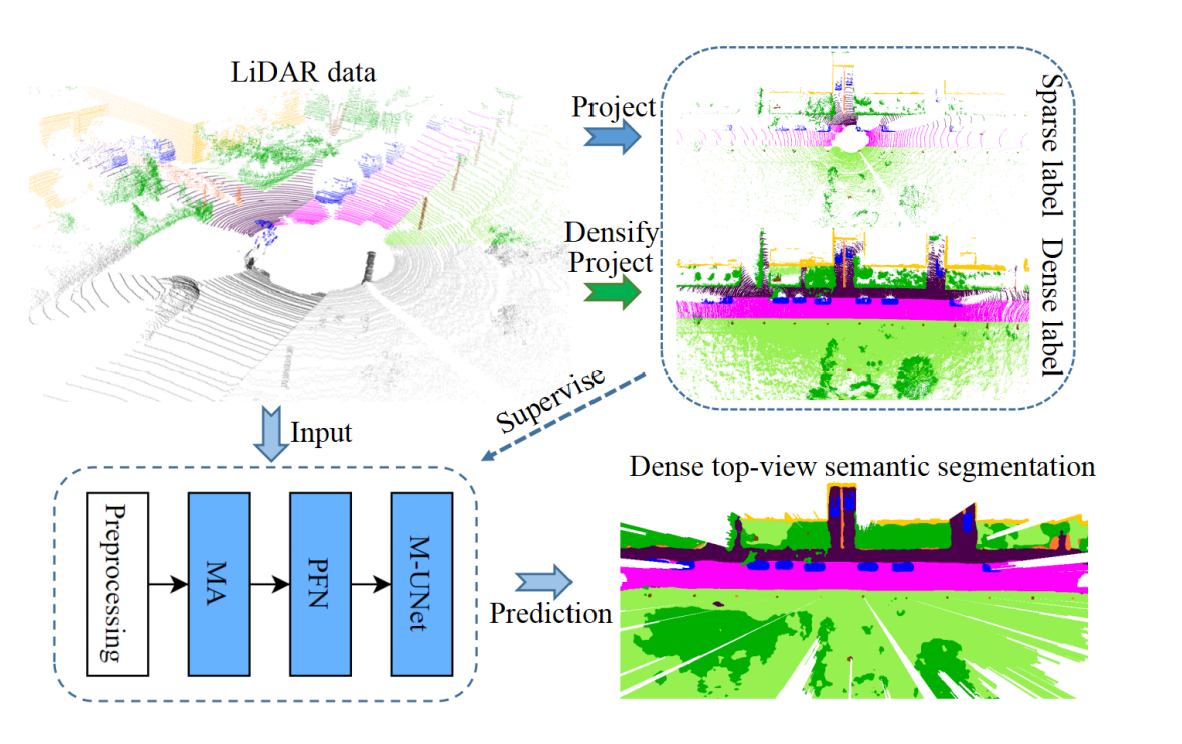 LiDAR data
Project
Sparse label
Densify
Project
Dense label
Supervise
Input
Dense top-view semantic segmentation
Preprocessing
MA
PFN
M-UNet
Prediction